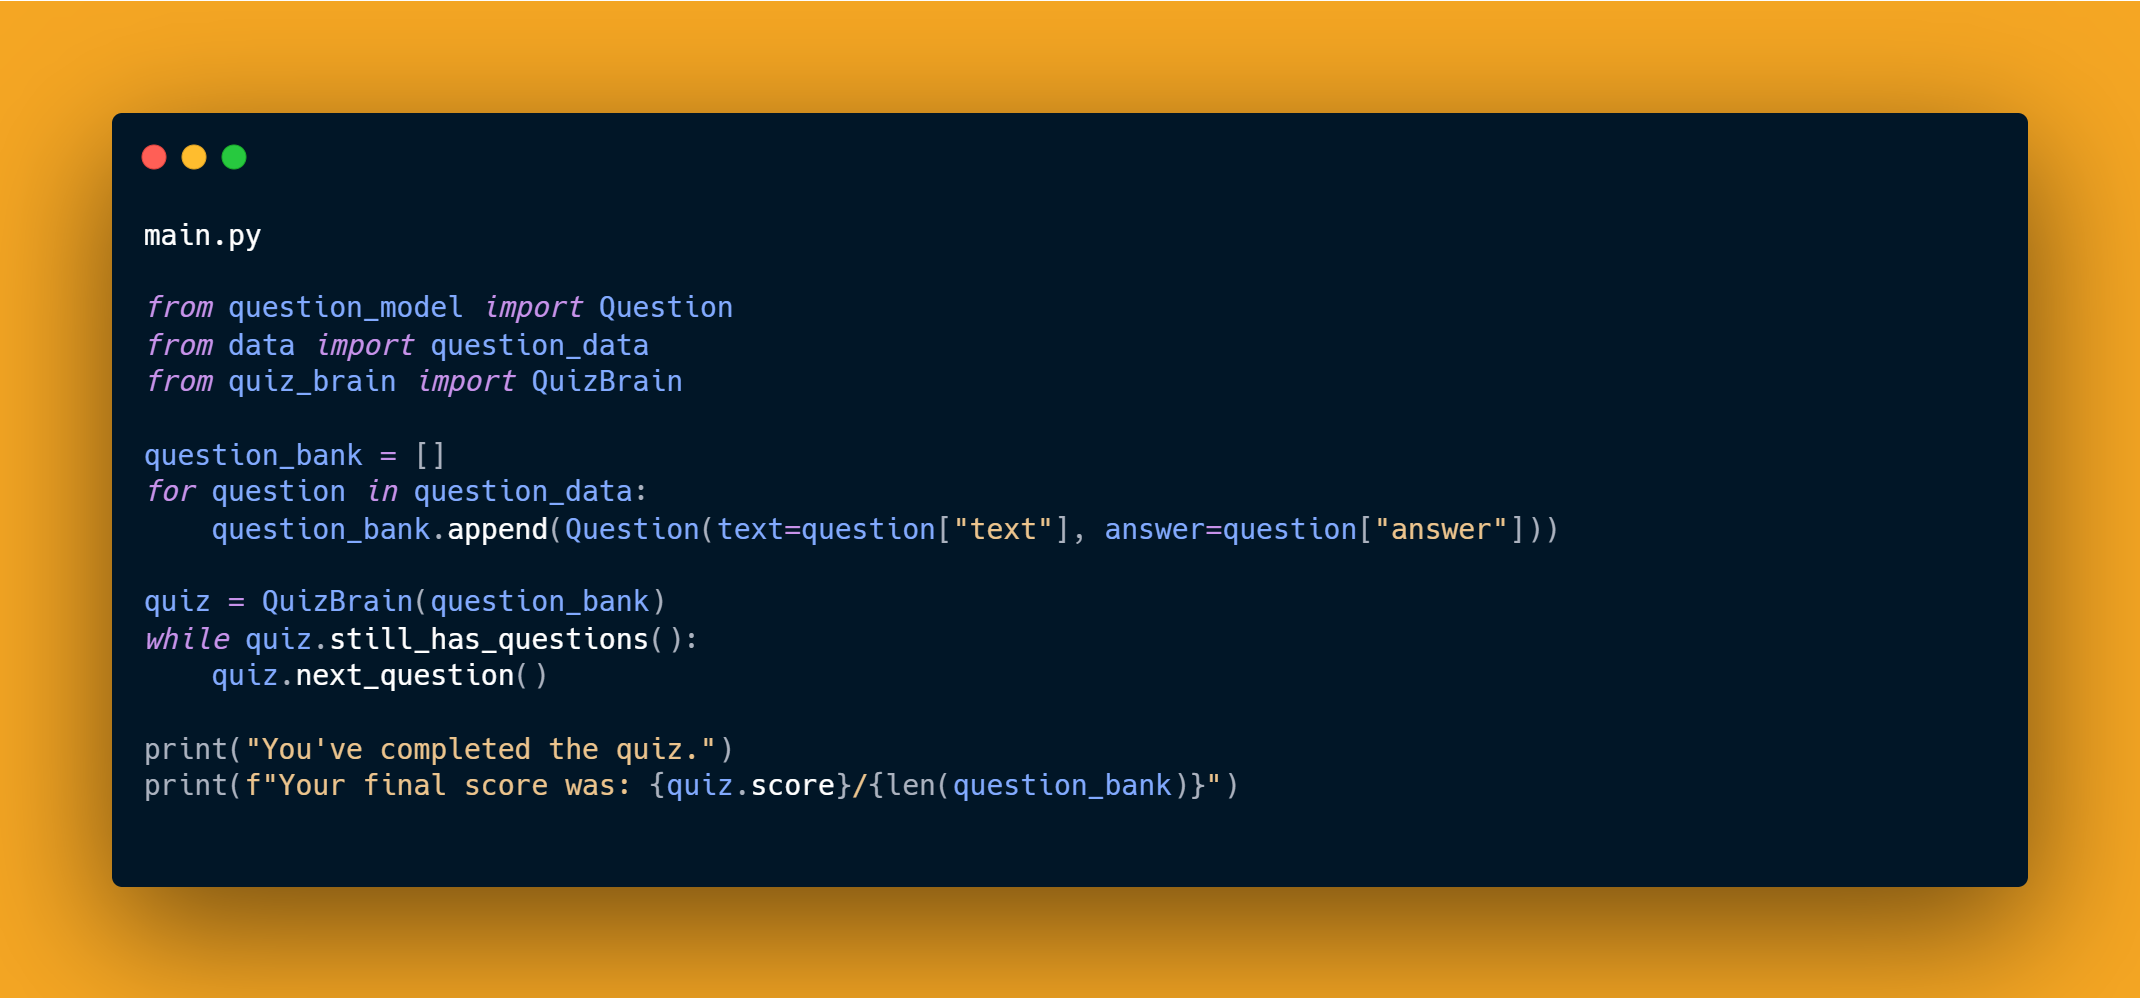 main.py
from question_model import Question
from data import question_data
from quiz_brain import QuizBrain
question_bank = []
for question in question_data:
    question_bank.append(Question(text=question["text"], answer=question["answer"]))
quiz = QuizBrain(question_bank)
while quiz.still_has_questions():
    quiz.next_question()
print("You've completed the quiz.")
print(f"Your final score was: {quiz.score}/{len(question_bank)}")